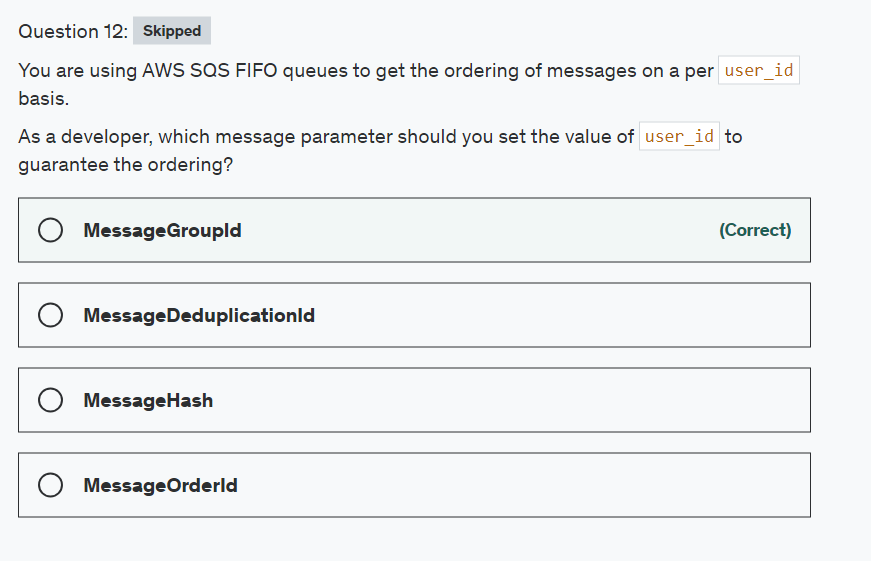 Question 12: Skipped
You are using AWS SQS FIFO queues to get the ordering of messages on a per user_id
basis.
As a developer, which message parameter should you set the value of user_id to
guarantee the ordering?
MessageGroupId (Correct)
MessageDeduplicationId
MessageHash
MessageOrderId